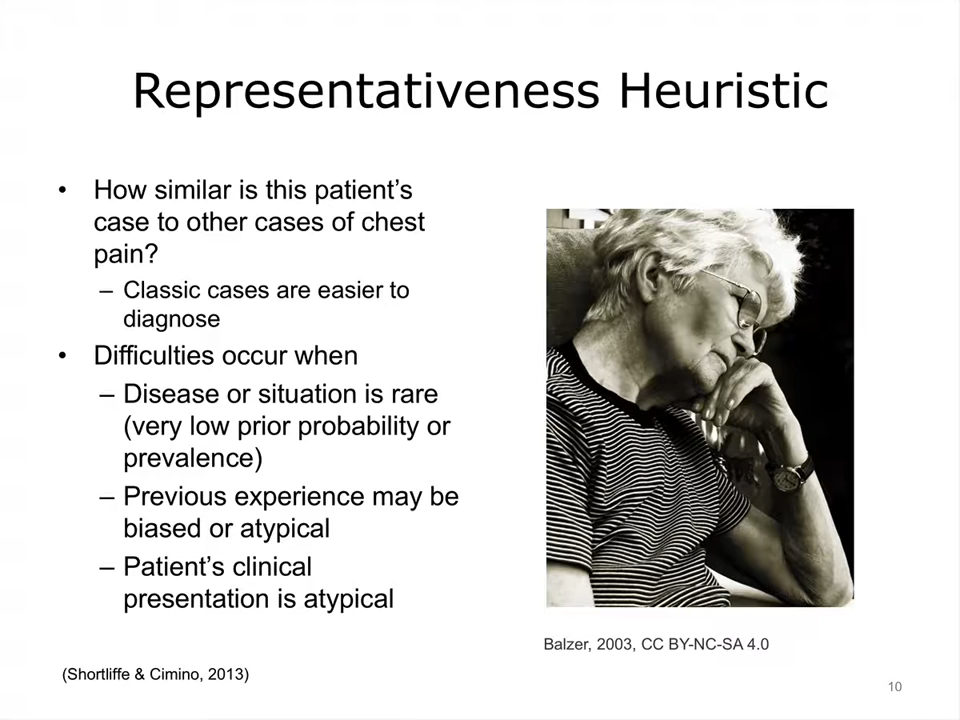 Representativeness Heuristic
• How similar is this patient's
case to other cases of chest
pain?
– Classic cases are easier to
diagnose
• Difficulties occur when
– Disease or situation is rare
(very low prior probability or
prevalence)
– Previous experience may be
biased or atypical
– Patient's clinical
presentation is atypical
Balzer, 2003, CC BY-NC-SA 4.0
(Shortliffe & Cimino, 2013)
10